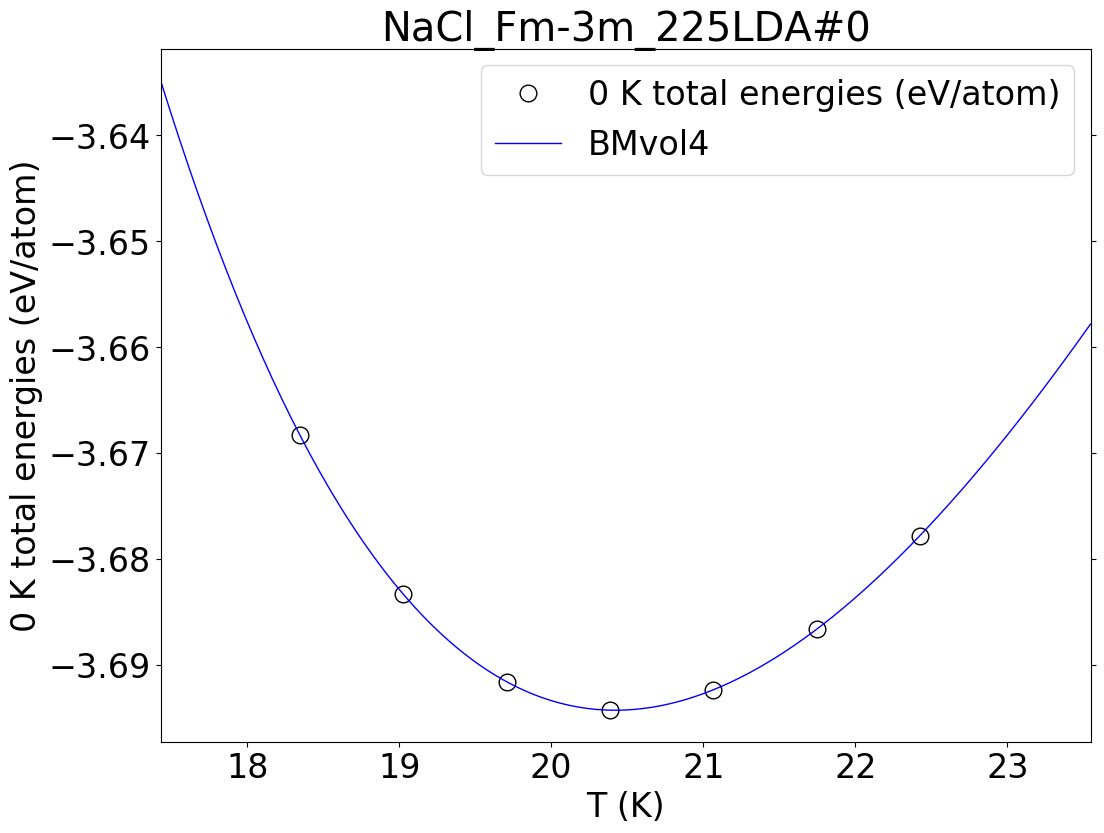 NaCl_Fm-3m_225LDA#0
0 K total energies (eV/atom)
BMvol4
−3.64
−3.65
−3.66
−3.67
−3.68
−3.69
0 K total energies (eV/atom)
18
19
20
21
22
23
T (K)